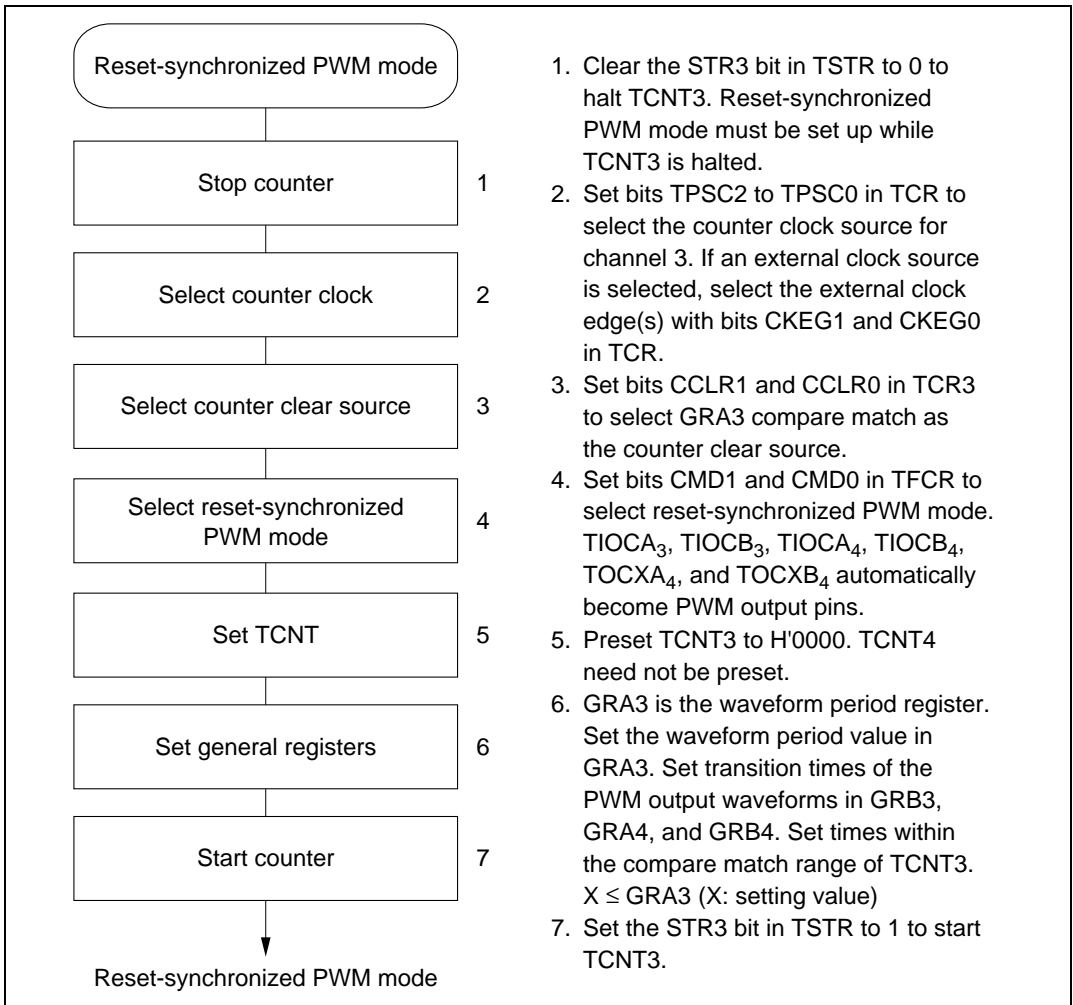 Reset-synchronized PWM mode
Stop counter
1
Select counter clock
2
Select counter clear source
3
Select reset-synchronized
PWM mode
4
Set TCNT
5
Set general registers
6
Start counter
7
Reset-synchronized PWM mode
1. Clear the STR3 bit in TSTR to 0 to
halt TCNT3. Reset-synchronized
PWM mode must be set up while
TCNT3 is halted.
2. Set bits TPSC2 to TPSC0 in TCR to
select the counter clock source for
channel 3. If an external clock source
is selected, select the external clock
edge(s) with bits CKEG1 and CKEG0
in TCR.
3. Set bits CCLR1 and CCLR0 in TCR3
to select GRA3 compare match as
the counter clear source.
4. Set bits CMD1 and CMD0 in TFCR to
select reset-synchronized PWM mode.
TIOCA₃, TIOCB₃, TIOCA₄, TIOCB₄,
TOCXA₄, and TOCXB₄ automatically
become PWM output pins.
5. Preset TCNT3 to H'0000. TCNT4
need not be preset.
6. GRA3 is the waveform period register.
Set the waveform period value in
GRA3. Set transition times of the
PWM output waveforms in GRB3,
GRA4, and GRB4. Set times within
the compare match range of TCNT3.
X ≤ GRA3 (X: setting value)
7. Set the STR3 bit in TSTR to 1 to start
TCNT3.